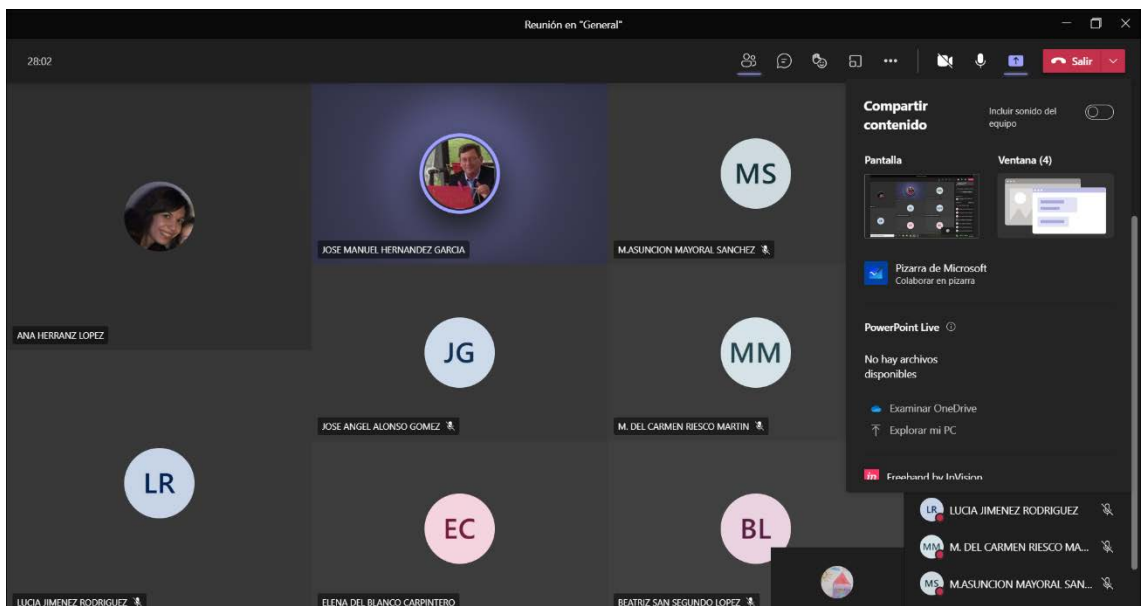 Reunión en "General"
28:02
Salir
ANA HERRANZ LOPEZ
JOSE MANUEL HERNANDEZ GARCIA
MS
M.ASUNCION MAYORAL SANCHEZ
JG
JOSE ANGEL ALONSO GOMEZ
MM
M. DEL CARMEN RIESCO MARTIN
LR
LUCIA JIMENEZ RODRIGUEZ
EC
ELENA DEL BLANCO CARPINTERO
BL
BEATRIZ SAN SEGUNDO LOPEZ
Compartir
contenido
Incluir sonido del
equipo
Pantalla
Ventana (4)
Pizarra de Microsoft
Colaborar en pizarra
PowerPoint Live
No hay archivos
disponibles
Examinar OneDrive
Explorar mi PC
in Freehand by InVision
LR LUCIA JIMENEZ RODRIGUEZ
MM M. DEL CARMEN RIESCO MA...
MS M.ASUNCION MAYORAL SAN...